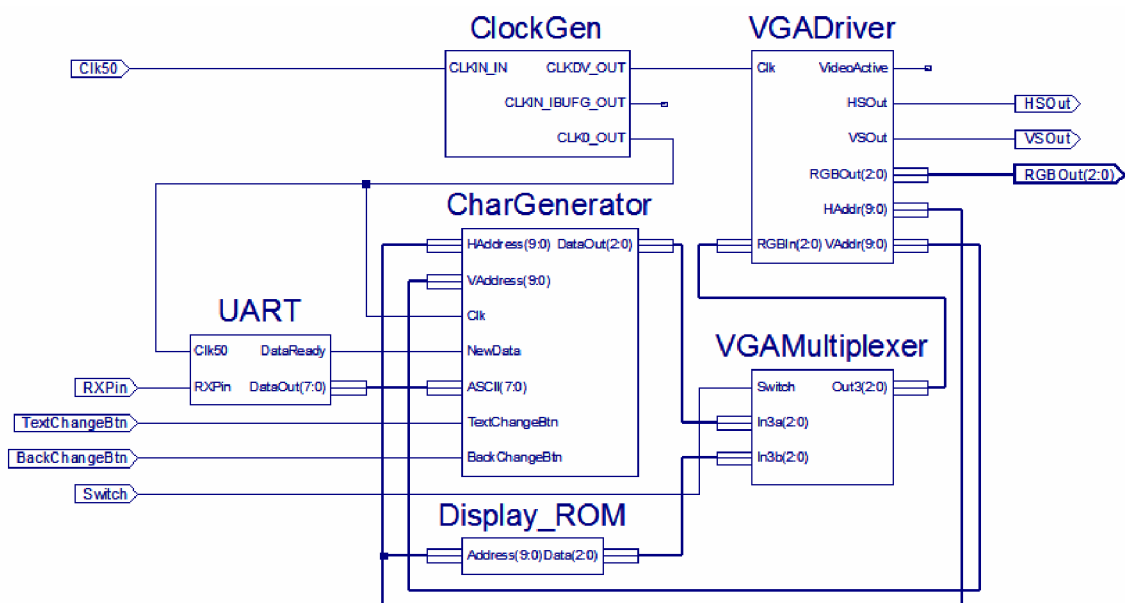 ClockGen
VGADriver
Clk50
CLKIN_IN
CLKDV_OUT
CLKIN_IBUFG_OUT
CLK0_OUT
Clk
VideoActive
HSOut
VSOut
RGBOut(2:0)
HAddr(9:0)
RGBIn(2:0)
VAddr(9:0)
HSOut
VSOut
RGBOut(2:0)
CharGenerator
HAddress(9:0)
DataOut(2:0)
VAddress(9:0)
Clk
NewData
ASCII(7:0)
TextChangeBtn
BackChangeBtn
UART
Clk50
DataReady
RXPin
DataOut(7:0)
RXPin
TextChangeBtn
BackChangeBtn
Switch
VGAMultiplexer
Switch
Out3(2:0)
In3a(2:0)
In3b(2:0)
Display_ROM
Address(9:0)
Data(2:0)